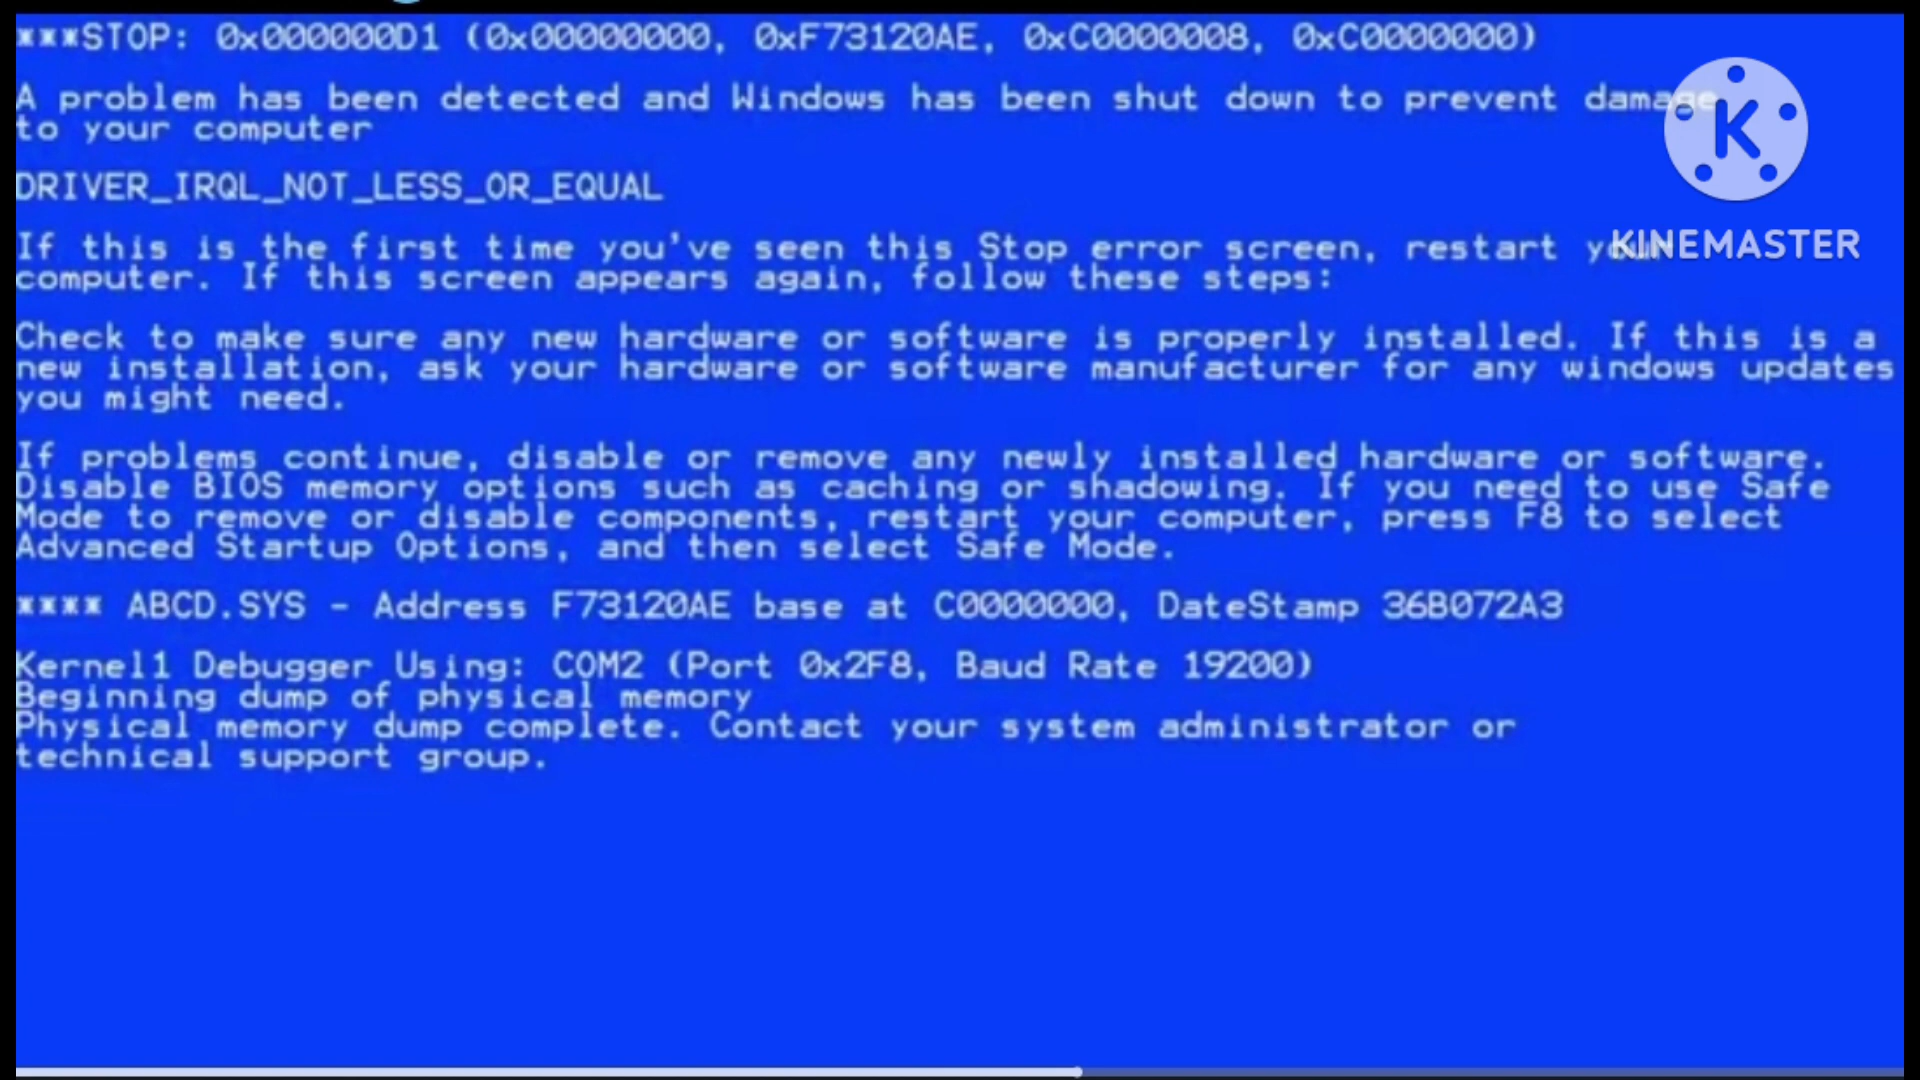 ***STOP: 0x000000D1 (0x00000000, 0xF73120AE, 0xC0000008, 0xC0000000)
A problem has been detected and Windows has been shut down to prevent damage
to your computer
DRIVER_IRQL_NOT_LESS_OR_EQUAL
If this is the first time you've seen this Stop error screen, restart your
computer. If this screen appears again, follow these steps:
Check to make sure any new hardware or software is properly installed. If this is a
new installation, ask your hardware or software manufacturer for any windows updates
you might need.
If problems continue, disable or remove any newly installed hardware or software.
Disable BIOS memory options such as caching or shadowing. If you need to use Safe
Mode to remove or disable components, restart your computer, press F8 to select
Advanced Startup Options, and then select Safe Mode.
**** ABCD.SYS - Address F73120AE base at C0000000, DateStamp 36B072A3
Kernel1 Debugger Using: COM2 (Port 0x2F8, Baud Rate 19200)
Beginning dump of physical memory
Physical memory dump complete. Contact your system administrator or
technical support group.
K
KINEMASTER